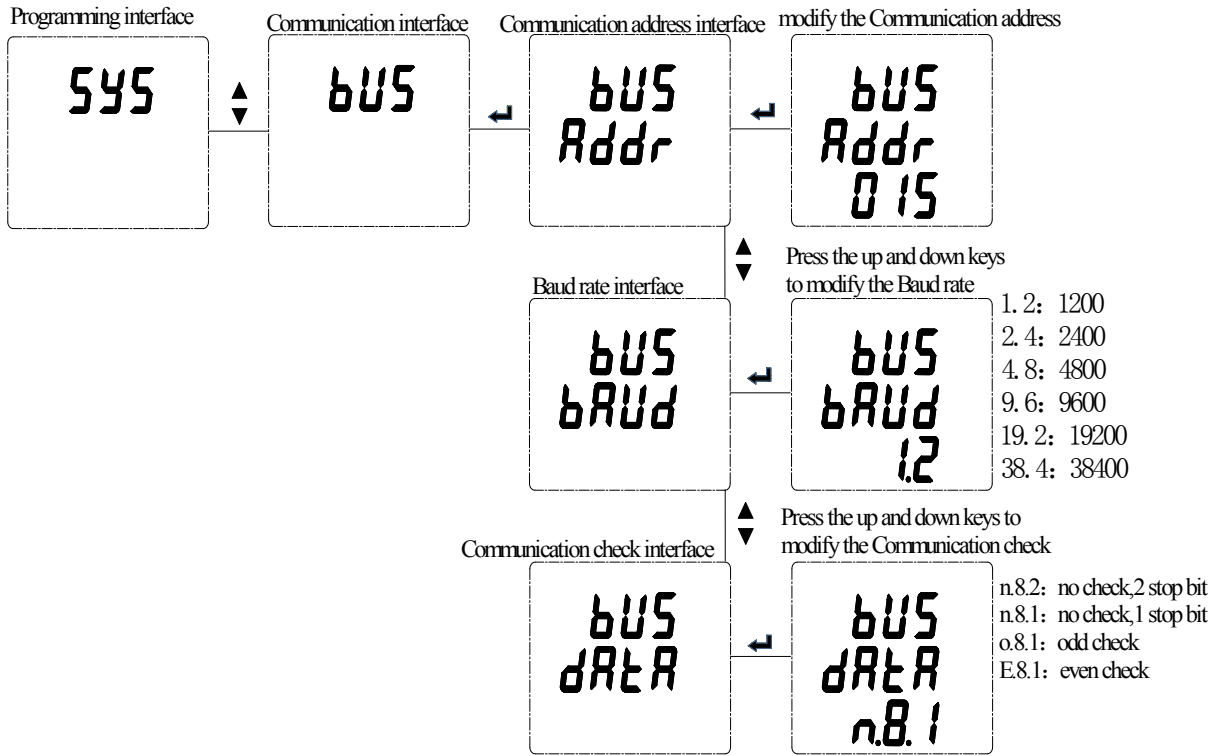 Programming interface
SYS
Communication interface
bUS
Communication address interface
bUS
Addr
modify the Communication address
bUS
Addr
015
Baud rate interface
bUS
bAUd
Press the up and down keys
to modify the Baud rate
bUS
bAUd
1.2
1.2: 1200
2.4: 2400
4.8: 4800
9.6: 9600
19.2: 19200
38.4: 38400
Communication check interface
bUS
dAtA
Press the up and down keys to
modify the Communication check
bUS
dAtA
n.8.1
n.8.2: no check,2 stop bit
n.8.1: no check,1 stop bit
o.8.1: odd check
E.8.1: even check